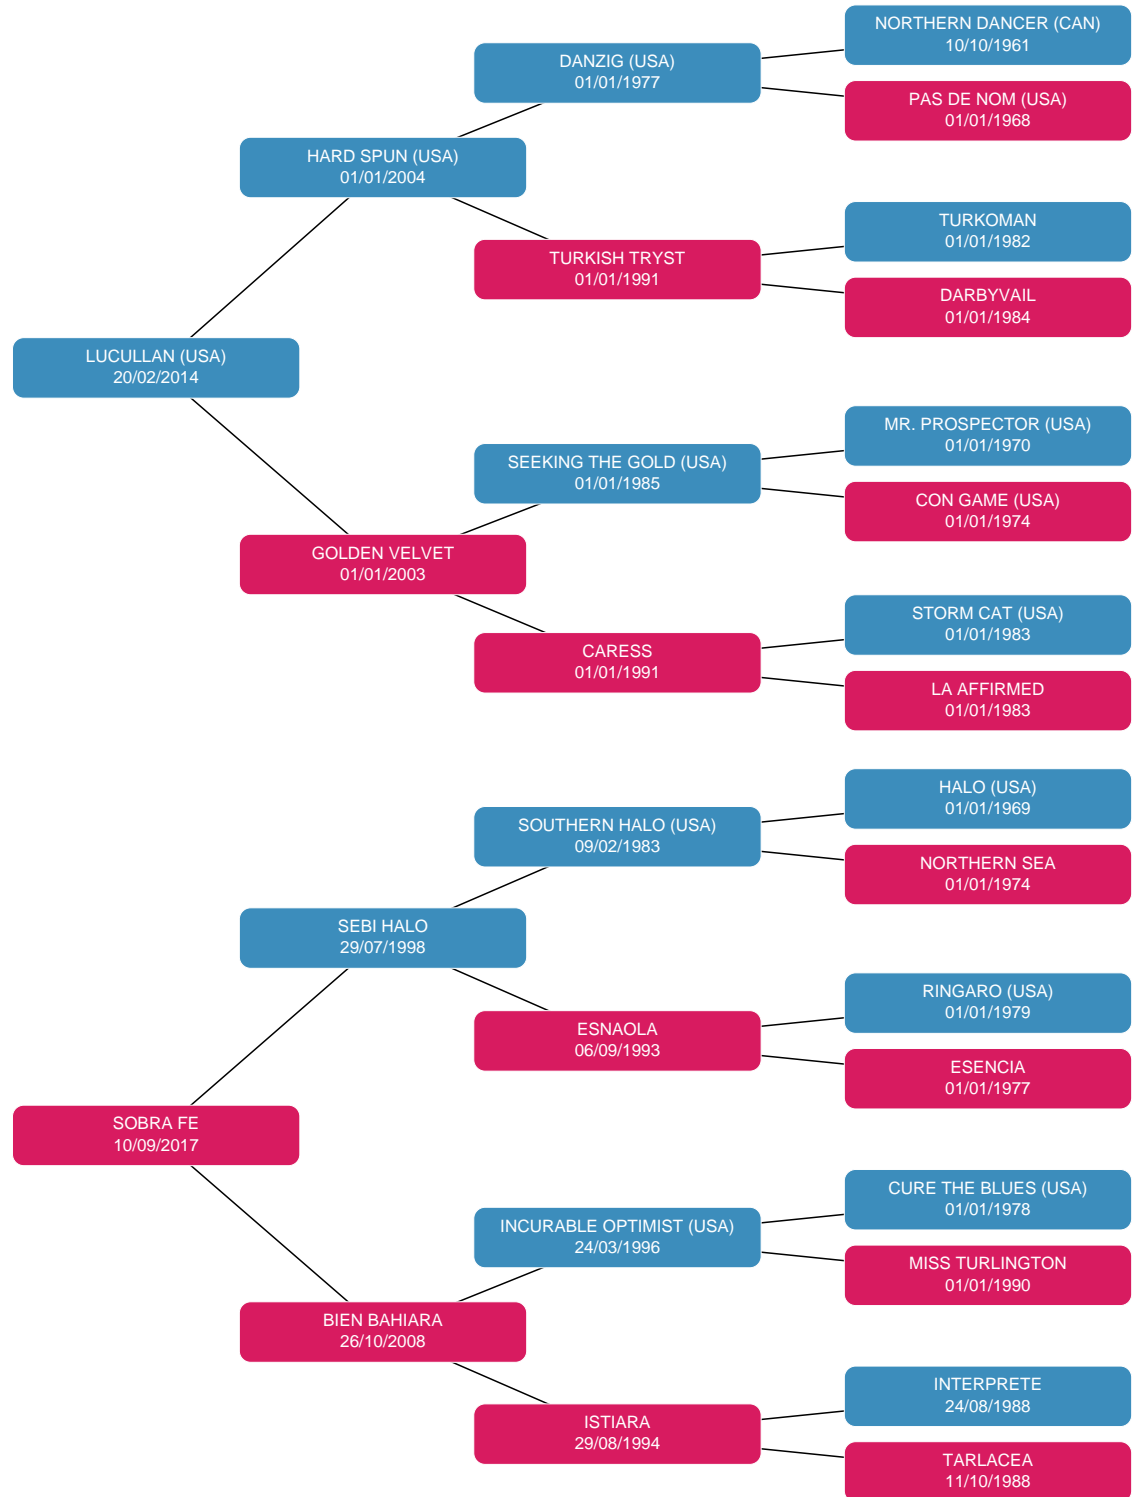 NORTHERN DANCER (CAN)
10/10/1961
DANZIG (USA)
01/01/1977
PAS DE NOM (USA)
01/01/1968
HARD SPUN (USA)
01/01/2004
TURKOMAN
01/01/1982
TURKISH TRYST
01/01/1991
DARBYVAIL
01/01/1984
LUCULLAN (USA)
20/02/2014
MR. PROSPECTOR (USA)
01/01/1970
SEEKING THE GOLD (USA)
01/01/1985
CON GAME (USA)
01/01/1974
GOLDEN VELVET
01/01/2003
STORM CAT (USA)
01/01/1983
CARESS
01/01/1991
LA AFFIRMED
01/01/1983
HALO (USA)
01/01/1969
SOUTHERN HALO (USA)
09/02/1983
NORTHERN SEA
01/01/1974
SEBI HALO
29/07/1998
RINGARO (USA)
01/01/1979
ESNAOLA
06/09/1993
ESENCIA
01/01/1977
SOBRA FE
10/09/2017
CURE THE BLUES (USA)
01/01/1978
INCURABLE OPTIMIST (USA)
24/03/1996
MISS TURLINGTON
01/01/1990
BIEN BAHIARA
26/10/2008
INTERPRETE
24/08/1988
ISTIARA
29/08/1994
TARLACEA
11/10/1988